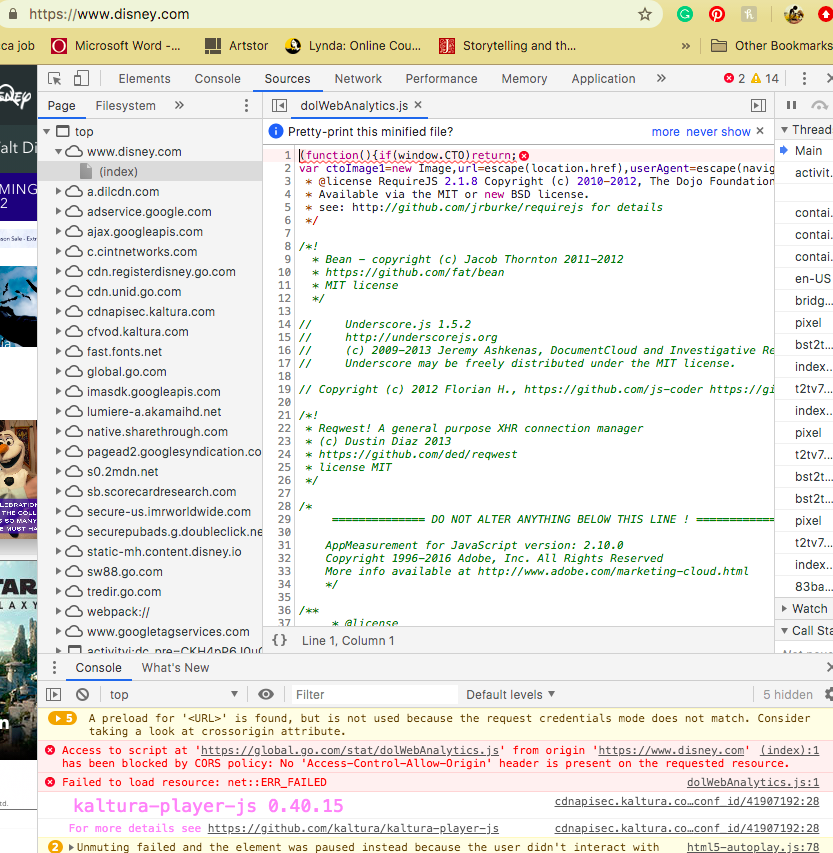 https://www.disney.com
ca job
Microsoft Word -...
Artstor
Lynda: Online Cou...
Storytelling and th...
»
Other Bookmarks
Elements
Console
Sources
Network
Performance
Memory
Application
»
2
14
Page
Filesystem
»
dolWebAnalytics.js
top
www.disney.com
(index)
a.dilcdn.com
adservice.google.com
ajax.googleapis.com
c.cintnetworks.com
cdn.registerdisney.go.com
cdn.unid.go.com
cdnapisec.kaltura.com
cfvod.kaltura.com
fast.fonts.net
global.go.com
imasdk.googleapis.com
lumiere-a.akamaihd.net
native.sharethrough.com
pagead2.googlesyndication.co
s0.2mdn.net
sb.scorecardresearch.com
secure-us.imrworldwide.com
securepubads.g.doubleclick.ne
static-mh.content.disney.io
sw88.go.com
tredir.go.com
webpack://
www.googletagservices.com
Pretty-print this minified file?
more never show
1 (function(){if(window.CTO)return;
2 var ctoImage1=new Image,url=escape(location.href),userAgent=escape(navig
3 * @license RequireJS 2.1.8 Copyright (c) 2010-2012, The Dojo Foundation
4 * Available via the MIT or new BSD license.
5 * see: http://github.com/jrburke/requirejs for details
6 */
7
8 /*!
9 * Bean - copyright (c) Jacob Thornton 2011-2012
10 * https://github.com/fat/bean
11 * MIT license
12 */
13
14 // Underscore.js 1.5.2
15 // http://underscorejs.org
16 // (c) 2009-2013 Jeremy Ashkenas, DocumentCloud and Investigative Re
17 // Underscore may be freely distributed under the MIT license.
18
19 // Copyright (c) 2012 Florian H., https://github.com/js-coder https://gi
20
21 /*!
22 * Reqwest! A general purpose XHR connection manager
23 * (c) Dustin Diaz 2013
24 * https://github.com/ded/reqwest
25 * license MIT
26 */
27
28 /*
29 ============== DO NOT ALTER ANYTHING BELOW THIS LINE ! ============
30
31 AppMeasurement for JavaScript version: 2.10.0
32 Copyright 1996-2016 Adobe, Inc. All Rights Reserved
33 More info available at http://www.adobe.com/marketing-cloud.html
34 */
35
36 /**
37 * @license
{} Line 1, Column 1
Thread
Main
activit.
contai.
contai.
contai.
en-US
bridg...
pixel
bst2t...
index...
t2tv7...
index...
pixel
t2tv7...
bst2t...
bst2t...
pixel
t2tv7...
index...
83ba...
Watch
Call Sta
Console
What's New
top
Filter
Default levels
5 hidden
5 A preload for '<URL>' is found, but is not used because the request credentials mode does not match. Consider
taking a look at crossorigin attribute.
Access to script at 'https://global.go.com/stat/dolWebAnalytics.js' from origin 'https://www.disney.com' (index):1
has been blocked by CORS policy: No 'Access-Control-Allow-Origin' header is present on the requested resource.
Failed to load resource: net::ERR_FAILED dolWebAnalytics.js:1
kaltura-player-js 0.40.15 cdnapisec.kaltura.co…conf_id/41907192:28
For more details see https://github.com/kaltura/kaltura-player-js cdnapisec.kaltura.co…conf_id/41907192:28
2 Unmuting failed and the element was paused instead because the user didn't interact with html5-autoplay.js:78